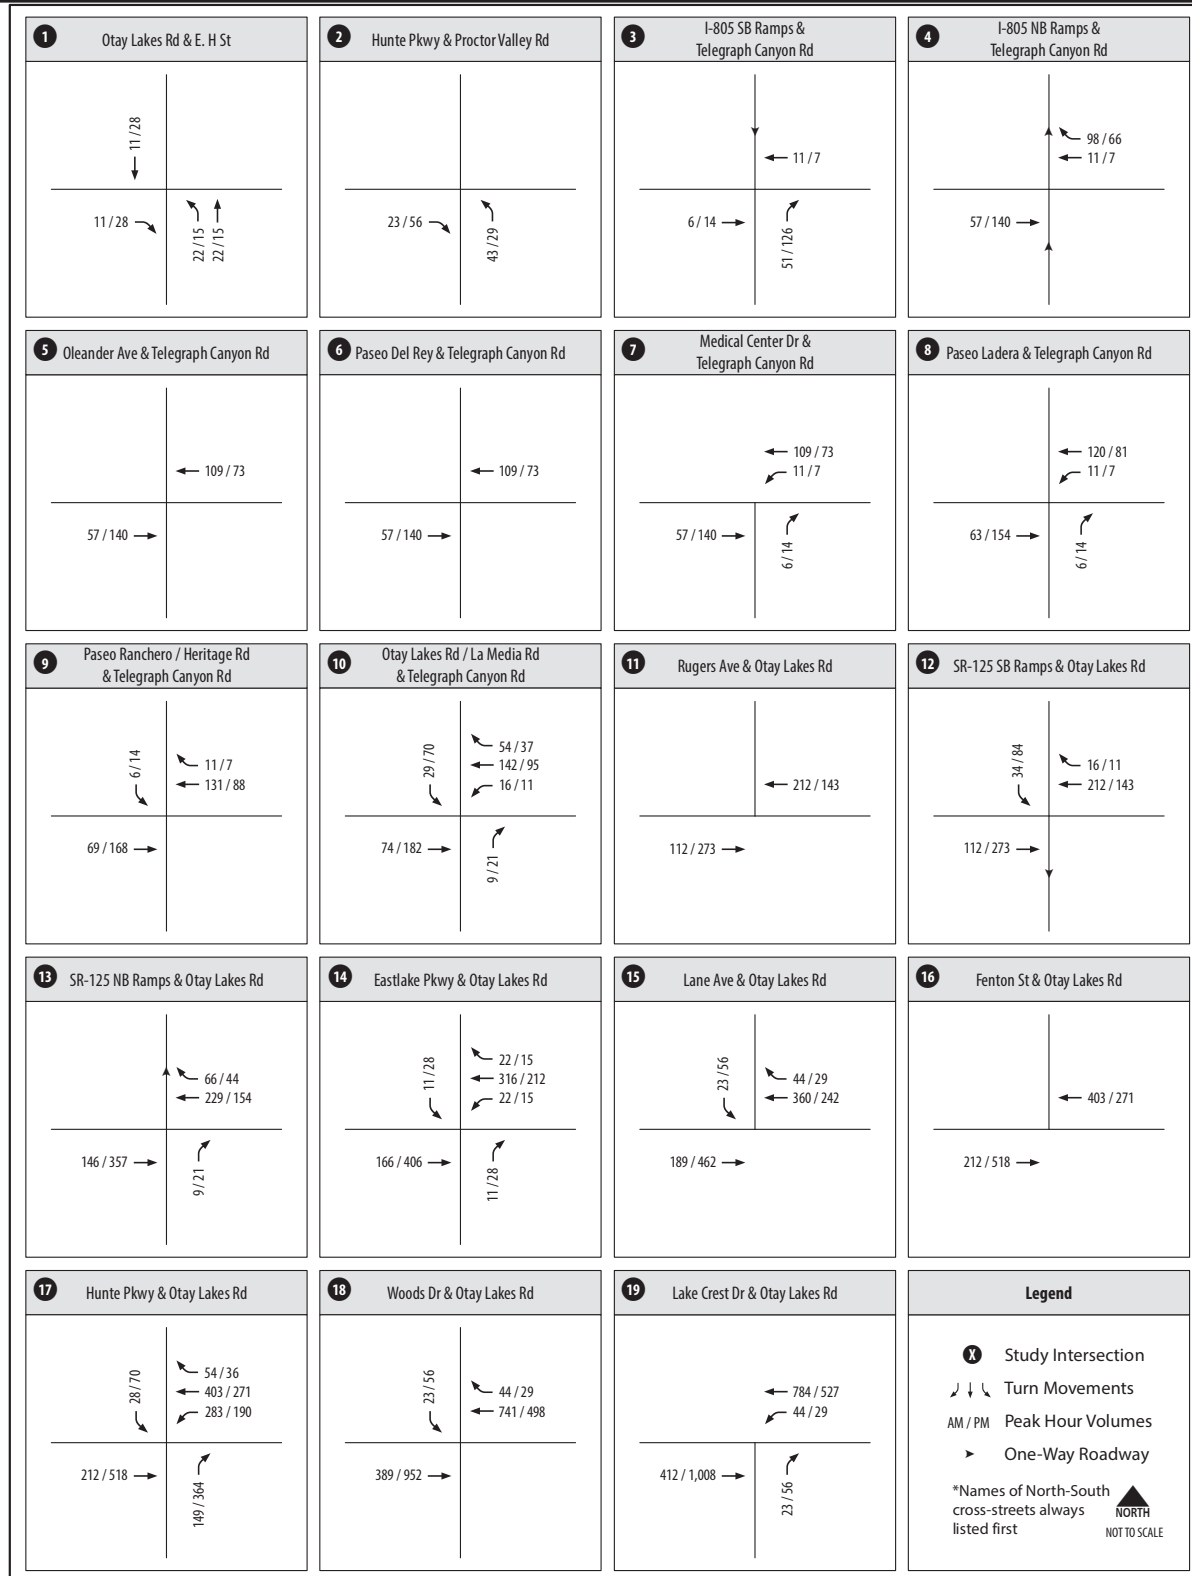 1 Otay Lakes Rd & E. H St
11 / 28
11 / 28
22 / 15
22 / 15
2 Hunte Pkwy & Proctor Valley Rd
23 / 56
43 / 29
3 I-805 SB Ramps &
Telegraph Canyon Rd
11 / 7
6 / 14
51 / 126
4 I-805 NB Ramps &
Telegraph Canyon Rd
98 / 66
11 / 7
57 / 140
5 Oleander Ave & Telegraph Canyon Rd
109 / 73
57 / 140
6 Paseo Del Rey & Telegraph Canyon Rd
109 / 73
57 / 140
7 Medical Center Dr &
Telegraph Canyon Rd
109 / 73
11 / 7
57 / 140
6 / 14
8 Paseo Ladera & Telegraph Canyon Rd
120 / 81
11 / 7
63 / 154
6 / 14
9 Paseo Ranchero / Heritage Rd
& Telegraph Canyon Rd
6 / 14
11 / 7
131 / 88
69 / 168
10 Otay Lakes Rd / La Media Rd
& Telegraph Canyon Rd
29 / 70
54 / 37
142 / 95
16 / 11
74 / 182
9 / 21
11 Rugers Ave & Otay Lakes Rd
212 / 143
112 / 273
12 SR-125 SB Ramps & Otay Lakes Rd
34 / 84
16 / 11
212 / 143
112 / 273
13 SR-125 NB Ramps & Otay Lakes Rd
66 / 44
229 / 154
146 / 357
9 / 21
14 Eastlake Pkwy & Otay Lakes Rd
11 / 28
22 / 15
316 / 212
22 / 15
166 / 406
11 / 28
15 Lane Ave & Otay Lakes Rd
23 / 56
44 / 29
360 / 242
189 / 462
16 Fenton St & Otay Lakes Rd
403 / 271
212 / 518
17 Hunte Pkwy & Otay Lakes Rd
28 / 70
54 / 36
403 / 271
283 / 190
212 / 518
149 / 364
18 Woods Dr & Otay Lakes Rd
23 / 56
44 / 29
741 / 498
389 / 952
19 Lake Crest Dr & Otay Lakes Rd
784 / 527
44 / 29
412 / 1,008
23 / 56
Legend
X Study Intersection
Turn Movements
AM / PM Peak Hour Volumes
One-Way Roadway
*Names of North-South
cross-streets always
listed first
NORTH
NOT TO SCALE